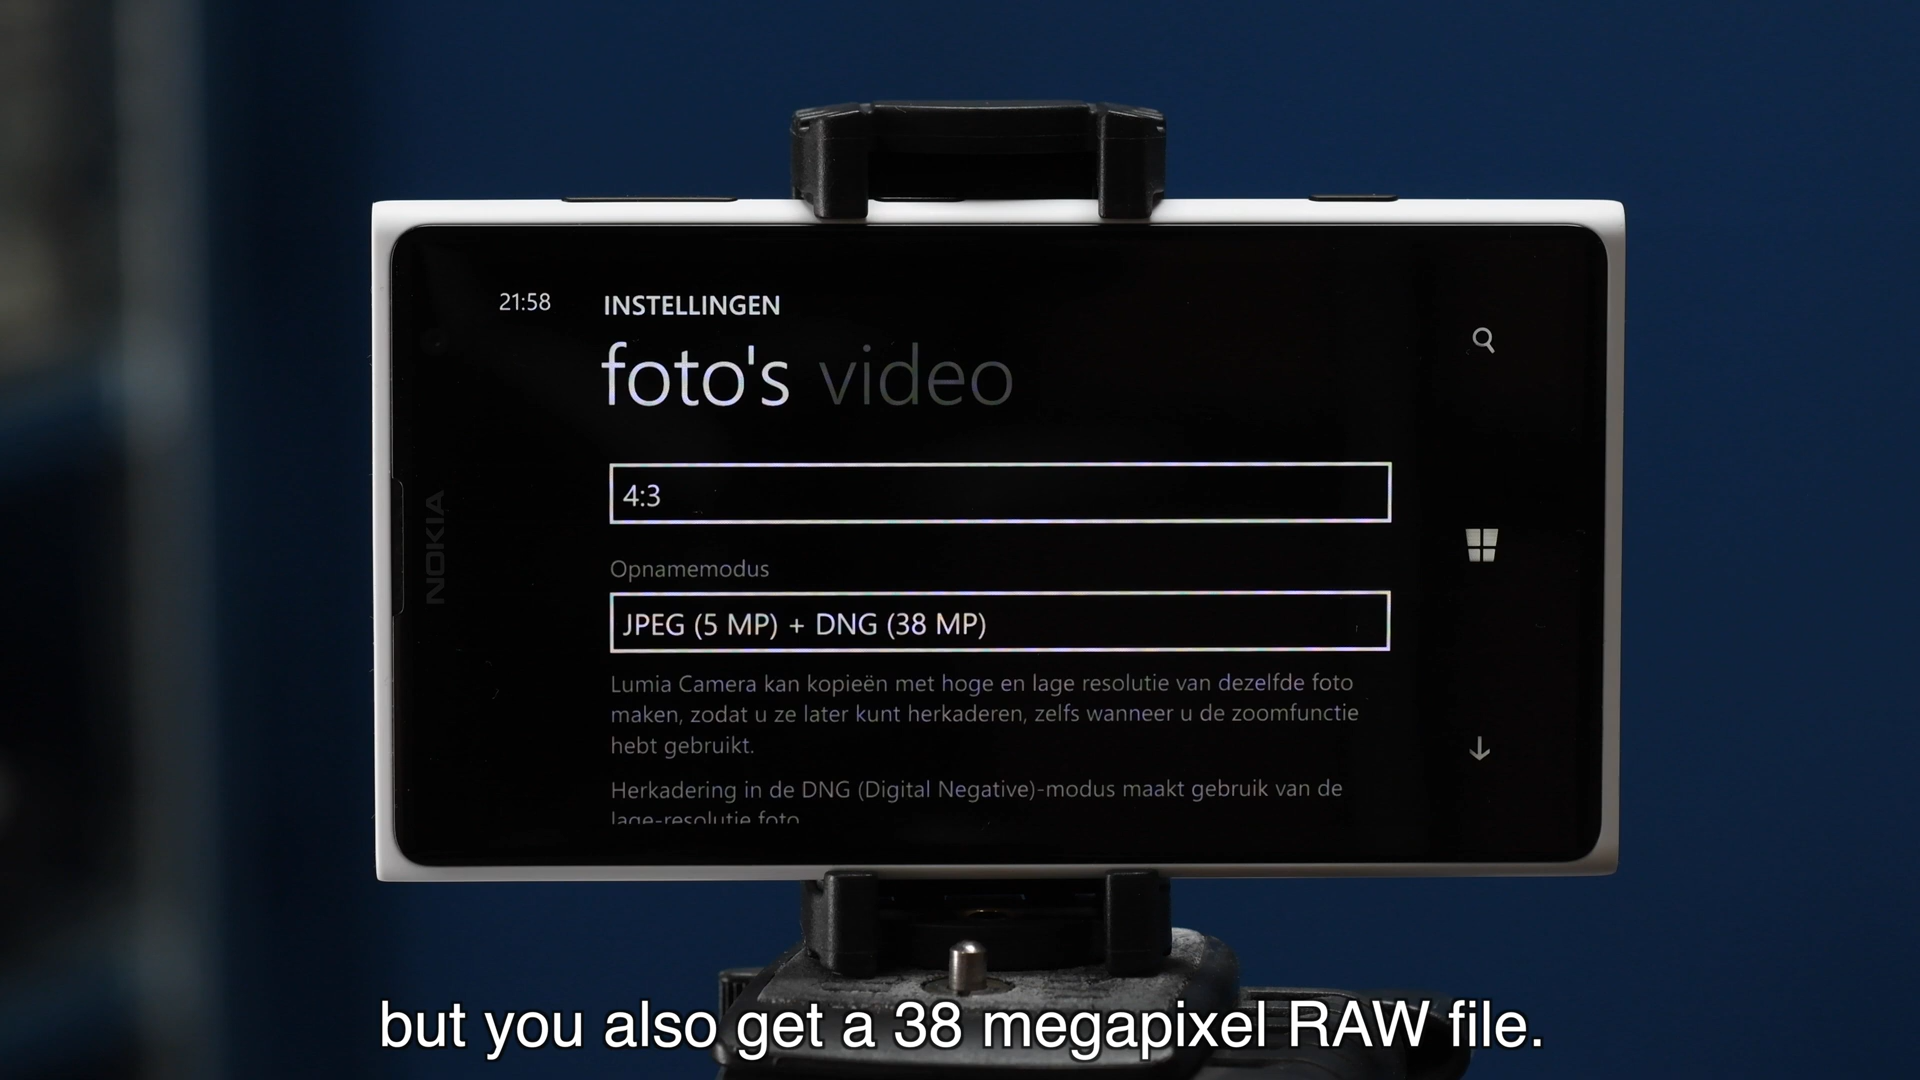 21:58
INSTELLINGEN
foto's video
4:3
Opnamemodus
JPEG (5 MP) + DNG (38 MP)
Lumia Camera kan kopieën met hoge en lage resolutie van dezelfde foto
maken, zodat u ze later kunt herkaderen, zelfs wanneer u de zoomfunctie
hebt gebruikt.
Herkadering in de DNG (Digital Negative)-modus maakt gebruik van de
lage-resolutie foto
NOKIA
but you also get a 38 megapixel RAW file.